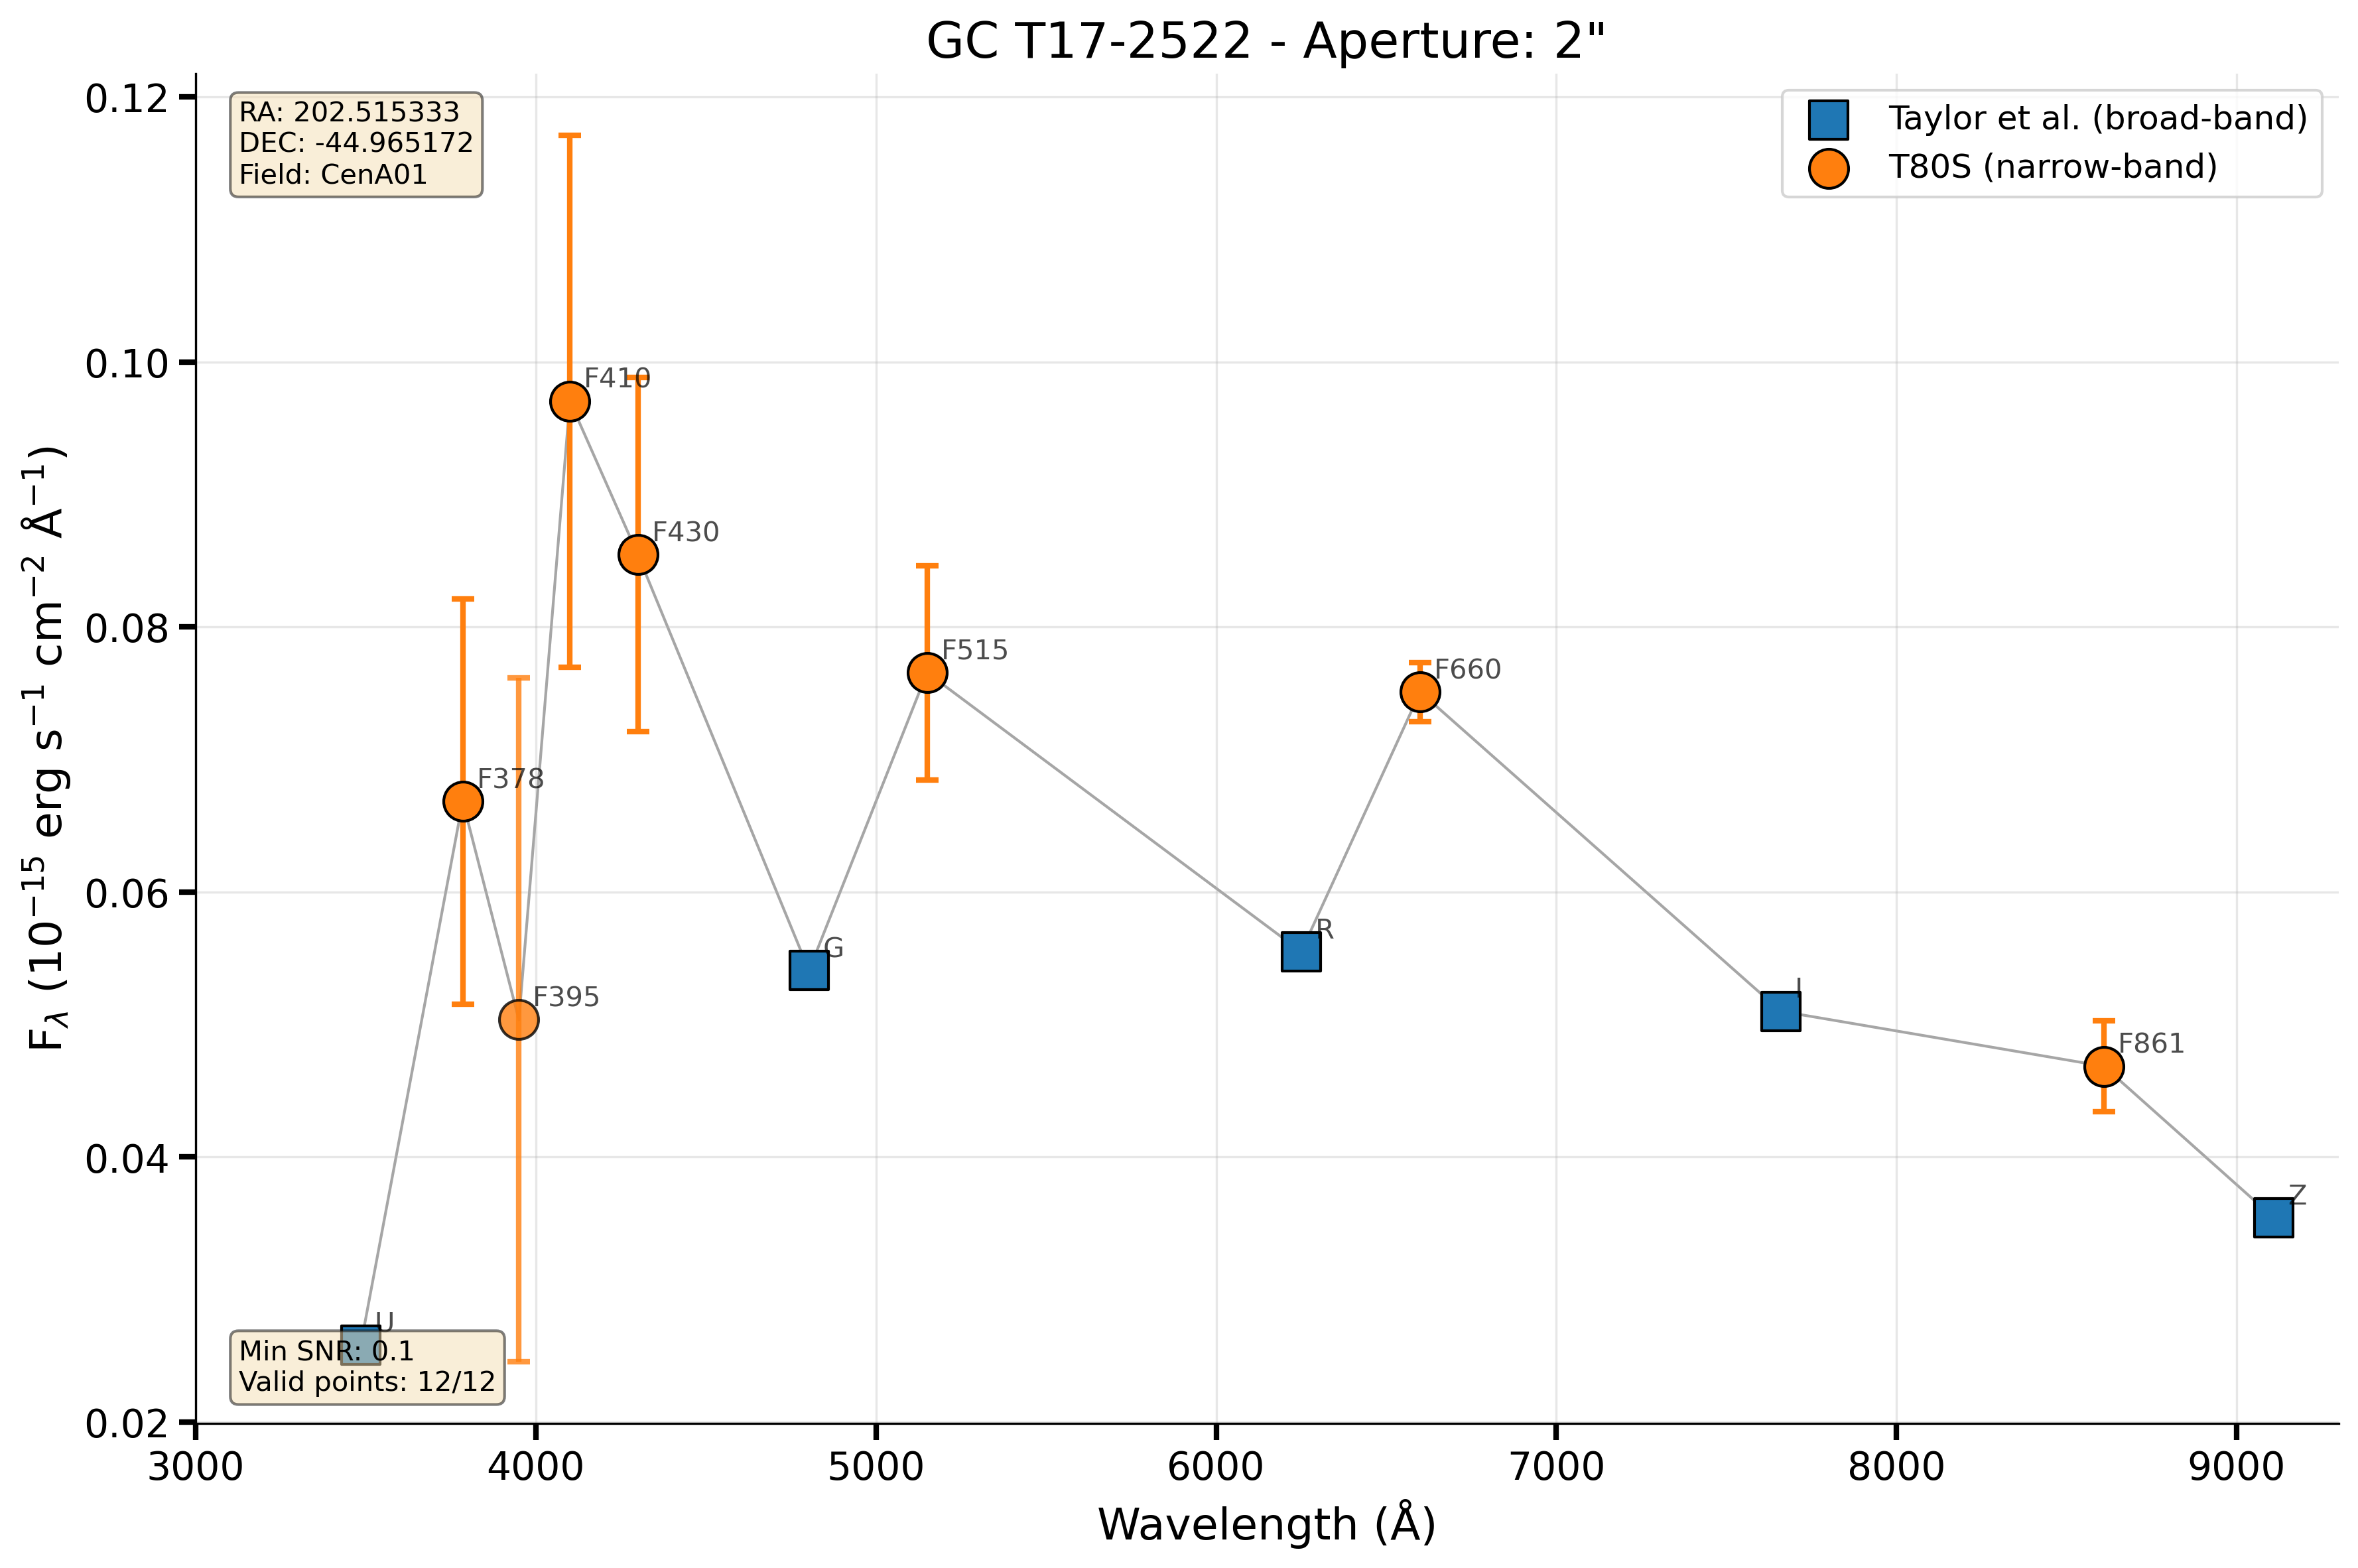 GC T17-2522 - Aperture: 2"
RA: 202.515333
DEC: -44.965172
Field: CenA01
Taylor et al. (broad-band)
T80S (narrow-band)
0.12
0.10
0.08
0.06
0.04
0.02
F$_{\lambda}$ (10$^{-15}$ erg s$^{-1}$ cm$^{-2}$ Å$^{-1}$)
F410
F430
F515
F660
F378
F395
G
R
I
F861
Z
U
Min SNR: 0.1
Valid points: 12/12
3000 4000 5000 6000 7000 8000 9000
Wavelength (Å)